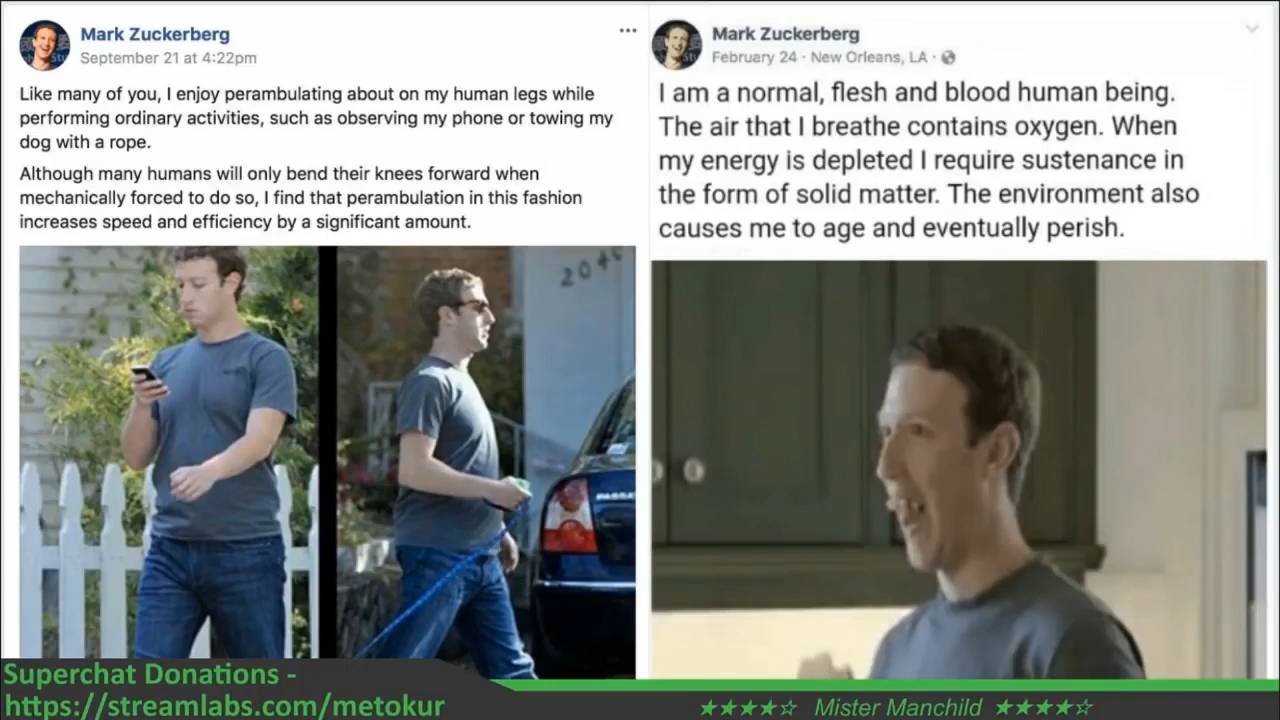 Mark Zuckerberg
September 21 at 4:22pm
Like many of you, I enjoy perambulating about on my human legs while
performing ordinary activities, such as observing my phone or towing my
dog with a rope.
Although many humans will only bend their knees forward when
mechanically forced to do so, I find that perambulation in this fashion
increases speed and efficiency by a significant amount.
Mark Zuckerberg
February 24 · New Orleans, LA ·
I am a normal, flesh and blood human being.
The air that I breathe contains oxygen. When
my energy is depleted I require sustenance in
the form of solid matter. The environment also
causes me to age and eventually perish.
PASSAT
Superchat Donations -
https://streamlabs.com/metokur
★★★★☆ Mister Manchild ★★★★☆